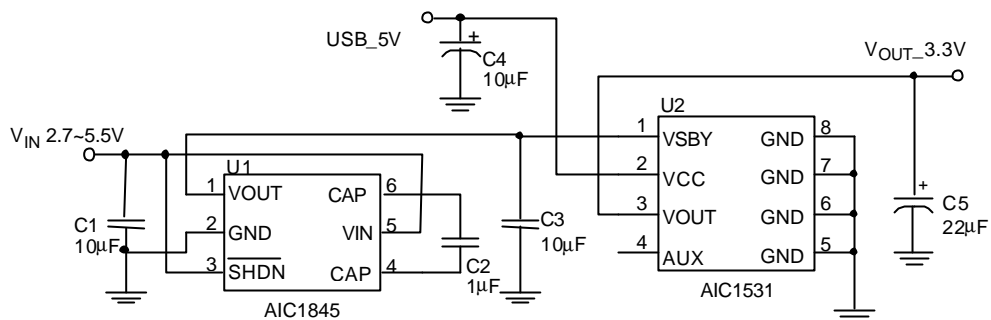 USB_5V
+
C4
10µF
VOUT_3.3V
VIN 2.7~5.5V
U1
1 VOUT CAP 6
2 GND VIN 5
3 SHDN CAP 4
AIC1845
C1
10µF
C2
1µF
C3
10µF
U2
1 VSBY GND 8
2 VCC GND 7
3 VOUT GND 6
4 AUX GND 5
AIC1531
+
C5
22µF